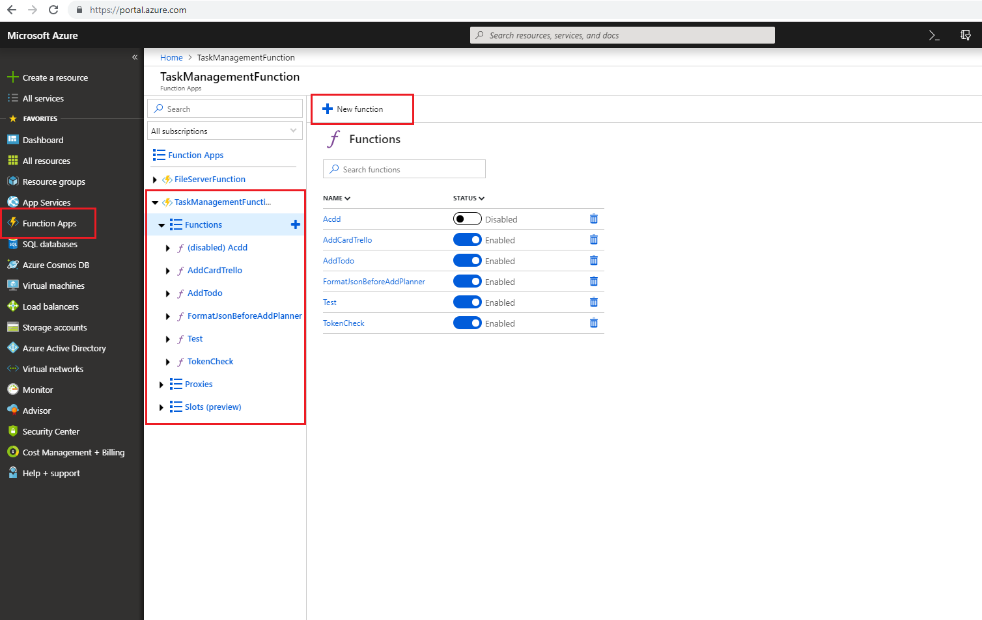 https://portal.azure.com
Microsoft Azure
Search resources, services, and docs
«
Create a resource
All services
FAVORITES
Dashboard
All resources
Resource groups
App Services
Function Apps
SQL databases
Azure Cosmos DB
Virtual machines
Load balancers
Storage accounts
Azure Active Directory
Virtual networks
Monitor
Advisor
Security Center
Cost Management + Billing
Help + support
Home > TaskManagementFunction
TaskManagementFunction
Function Apps
Search
All subscriptions
Function Apps
FileServerFunction
TaskManagementFuncti...
Functions
(disabled) Acdd
AddCardTrello
AddTodo
FormatJsonBeforeAddPlanner
Test
TokenCheck
Proxies
Slots (preview)
New function
Functions
Search functions
NAME STATUS
Acdd Disabled
AddCardTrello Enabled
AddTodo Enabled
FormatJsonBeforeAddPlanner Enabled
Test Enabled
TokenCheck Enabled